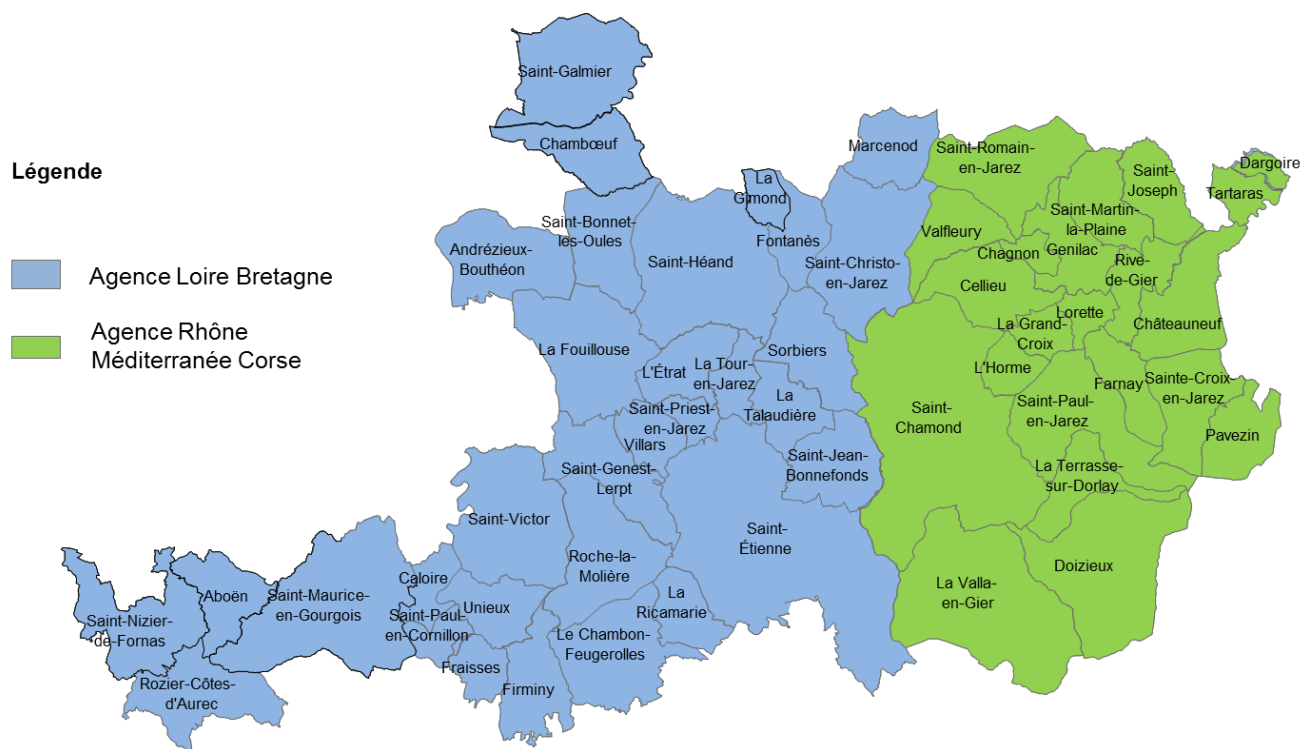 Légende
Agence Loire Bretagne
Agence Rhône
Méditerranée Corse
Saint-Galmier
Chambœuf
Marcenod
Saint-Romain-
en-Jarez
Saint-
Joseph
Dargoire
Tartaras
La
Gimond
Saint-Bonnet-
les-Oules
Andrézieux-
Bouthéon
Saint-Héand
Fontanès
Saint-Christo-
en-Jarez
Valfleury
Saint-Martin-
la-Plaine
Chagnon
Genilac
Rive-
de-Gier
Cellieu
La Grand-
Croix
Lorette
Châteauneuf
La Fouillouse
L'Étrat
La Tour-
en-Jarez
Sorbiers
L'Horme
Farnay
Sainte-Croix-
en-Jarez
La
Talaudière
Saint-Priest-
en-Jarez
Villars
Saint-
Chamond
Saint-Paul-
en-Jarez
Pavezin
Saint-Genest-
Lerpt
Saint-Jean-
Bonnefonds
La Terrasse-
sur-Dorlay
Saint-Victor
Saint-
Étienne
Roche-la-
Molière
Doizieux
La Valla-
en-Gier
Caloire
Aboën
Saint-Maurice-
en-Gourgois
Saint-Nizier-
de-Fornas
Saint-Paul-
en-Cornillon
Unieux
La
Ricamarie
Le Chambon-
Feugerolles
Fraisses
Firminy
Rozier-Côtes-
d'Aurec